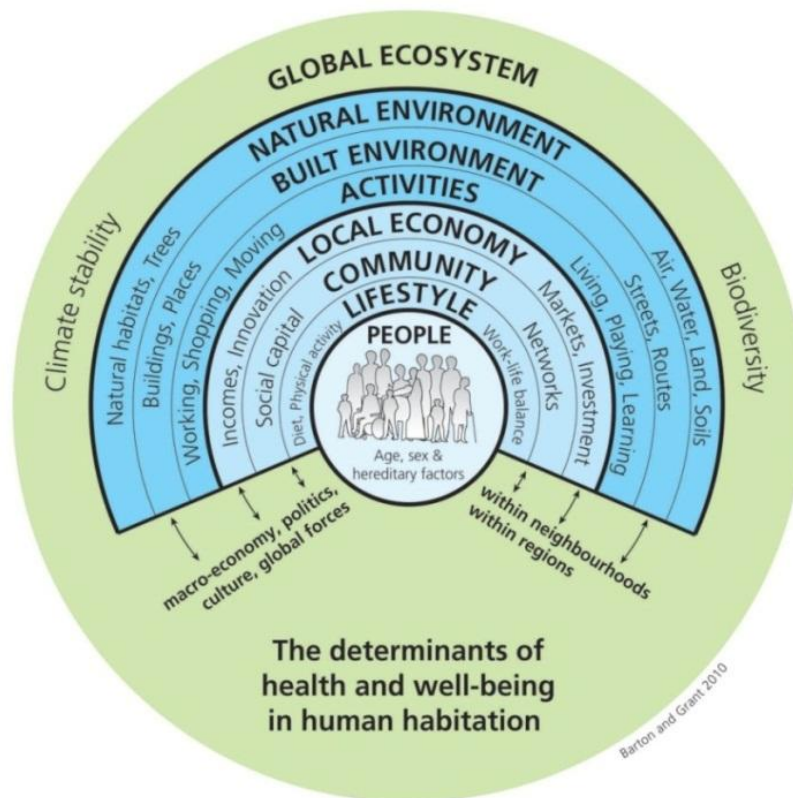 GLOBAL ECOSYSTEM
NATURAL ENVIRONMENT
BUILT ENVIRONMENT
ACTIVITIES
LOCAL ECONOMY
COMMUNITY
LIFESTYLE
PEOPLE
Age, sex &
hereditary factors
Climate stability
Natural habitats, Trees
Buildings, Places
Working, Shopping, Moving
Incomes, Innovation
Social capital
Diet, Physical activity
Work-life balance
Networks
Markets, Investment
Living, Playing, Learning
Streets, Routes
Air, Water, Land, Soils
Biodiversity
macro-economy, politics,
culture, global forces
within neighbourhoods
within regions
The determinants of
health and well-being
in human habitation
Barton and Grant 2010